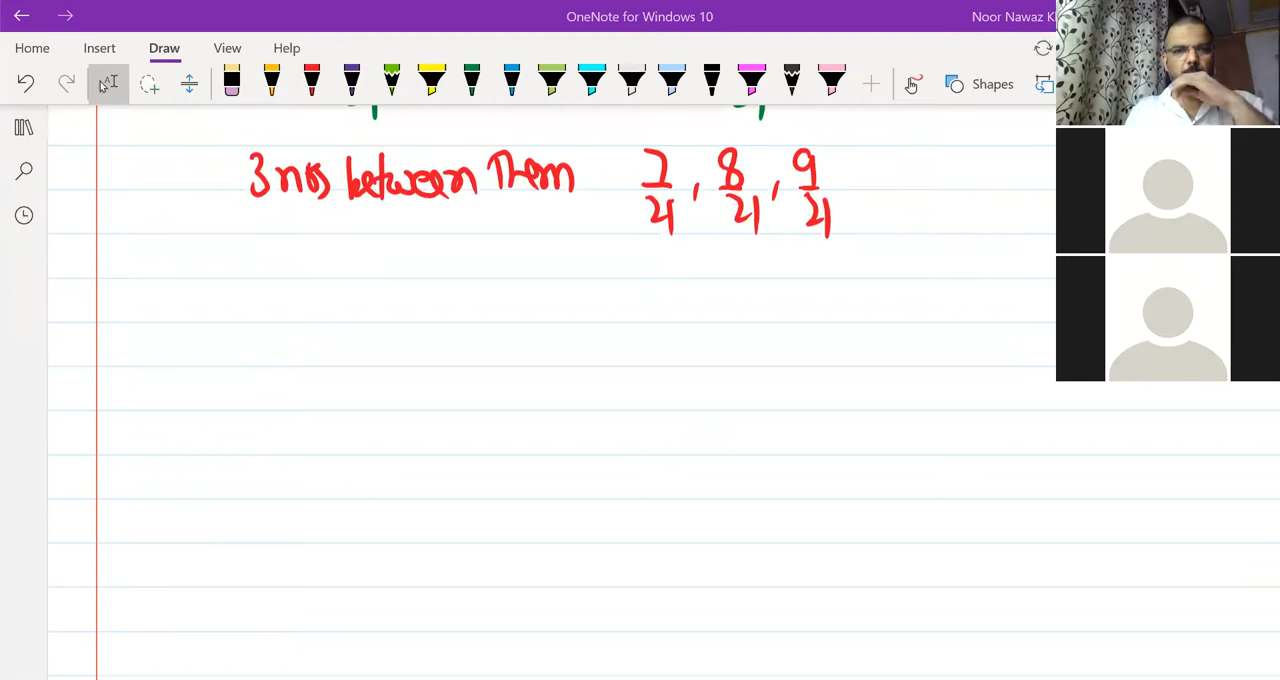 OneNote for Windows 10
Noor Nawaz K
Home Insert Draw View Help
Shapes
3 nos between Them 7/21 , 8/21 , 9/21